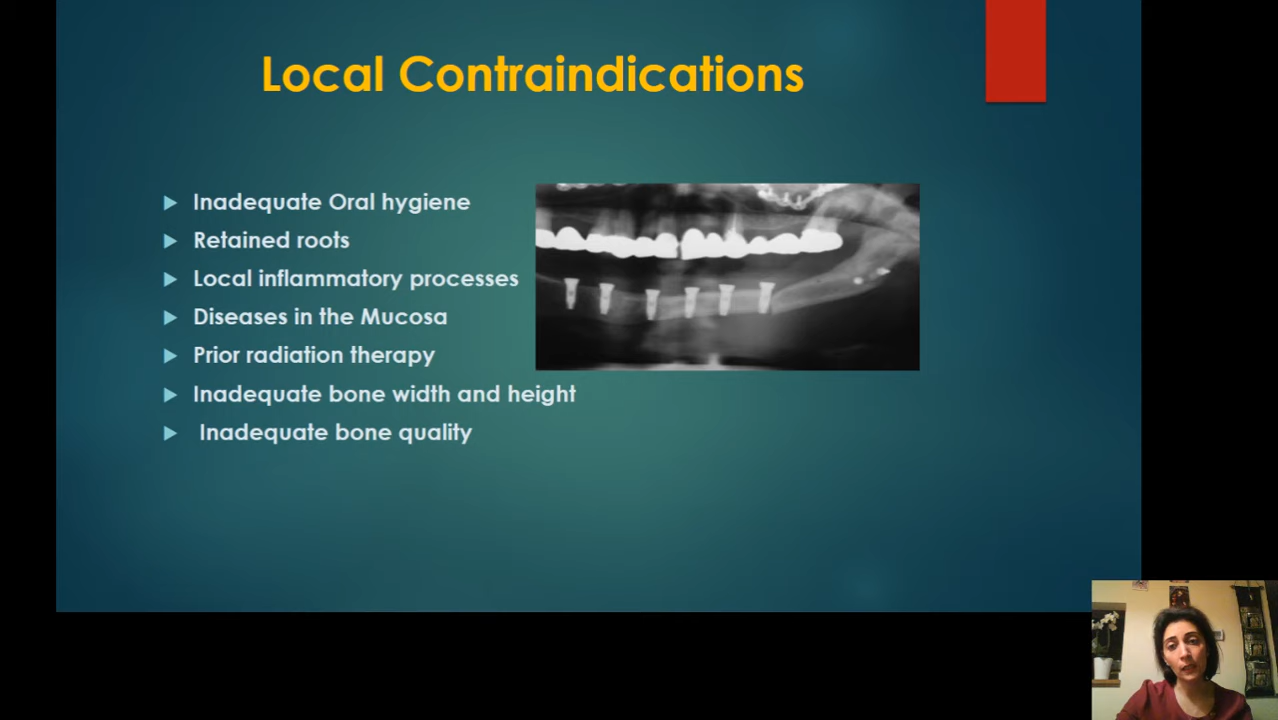 Local Contraindications
Inadequate Oral hygiene
Retained roots
Local inflammatory processes
Diseases in the Mucosa
Prior radiation therapy
Inadequate bone width and height
Inadequate bone quality